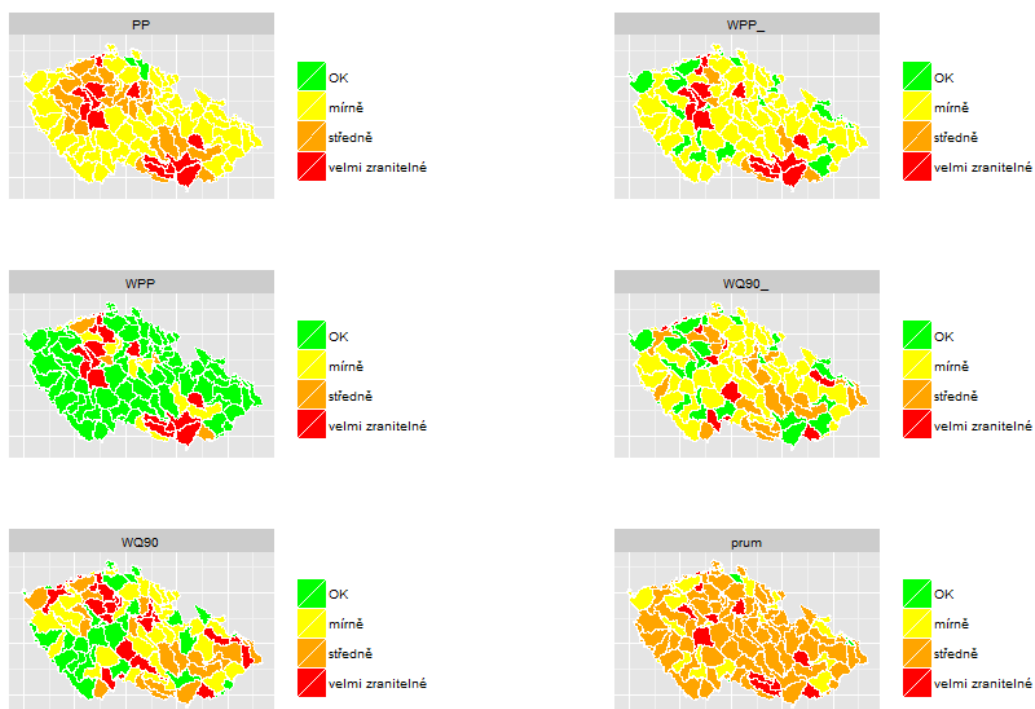 PP
OK
mírně
středně
velmi zranitelné
WPP_
OK
mírně
středně
velmi zranitelné
WPP
OK
mírně
středně
velmi zranitelné
WQ90_
OK
mírně
středně
velmi zranitelné
WQ90
OK
mírně
středně
velmi zranitelné
prum
OK
mírně
středně
velmi zranitelné